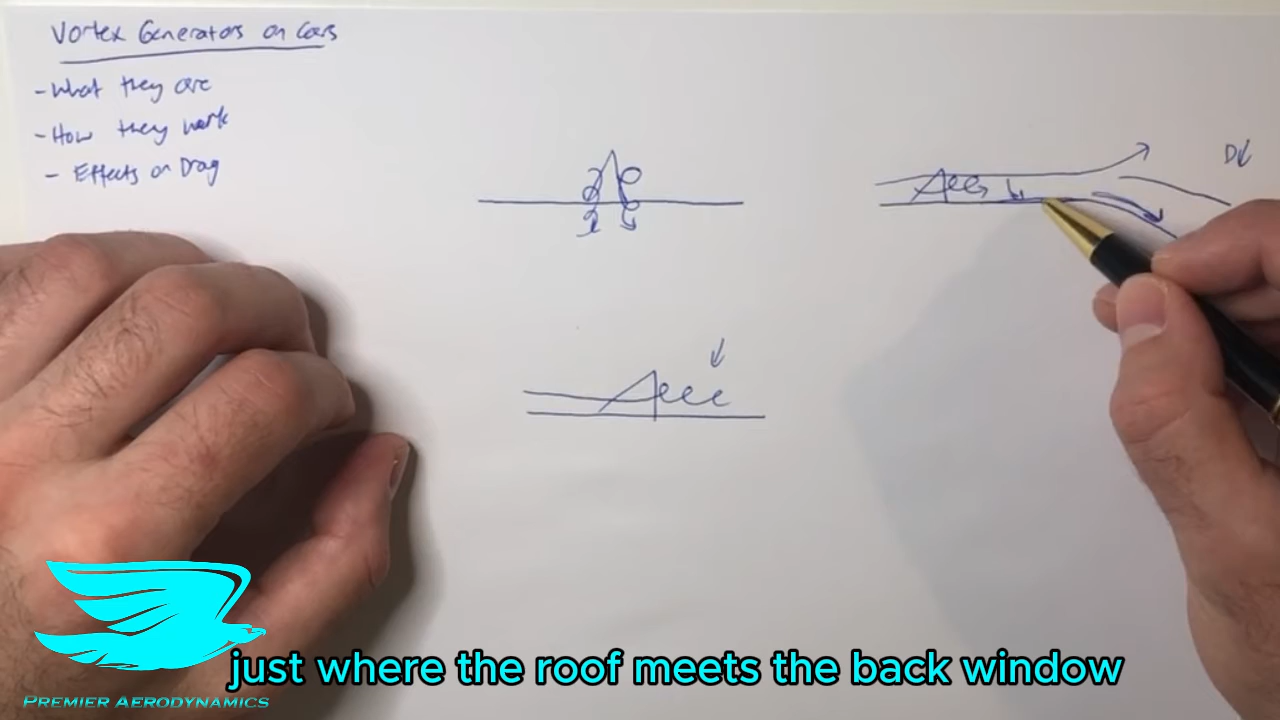 Vortex Generators on Cars
- What they are
- How they work
- Effects on Drag
D↓
just where the roof meets the back window
PREMIER AERODYNAMICS